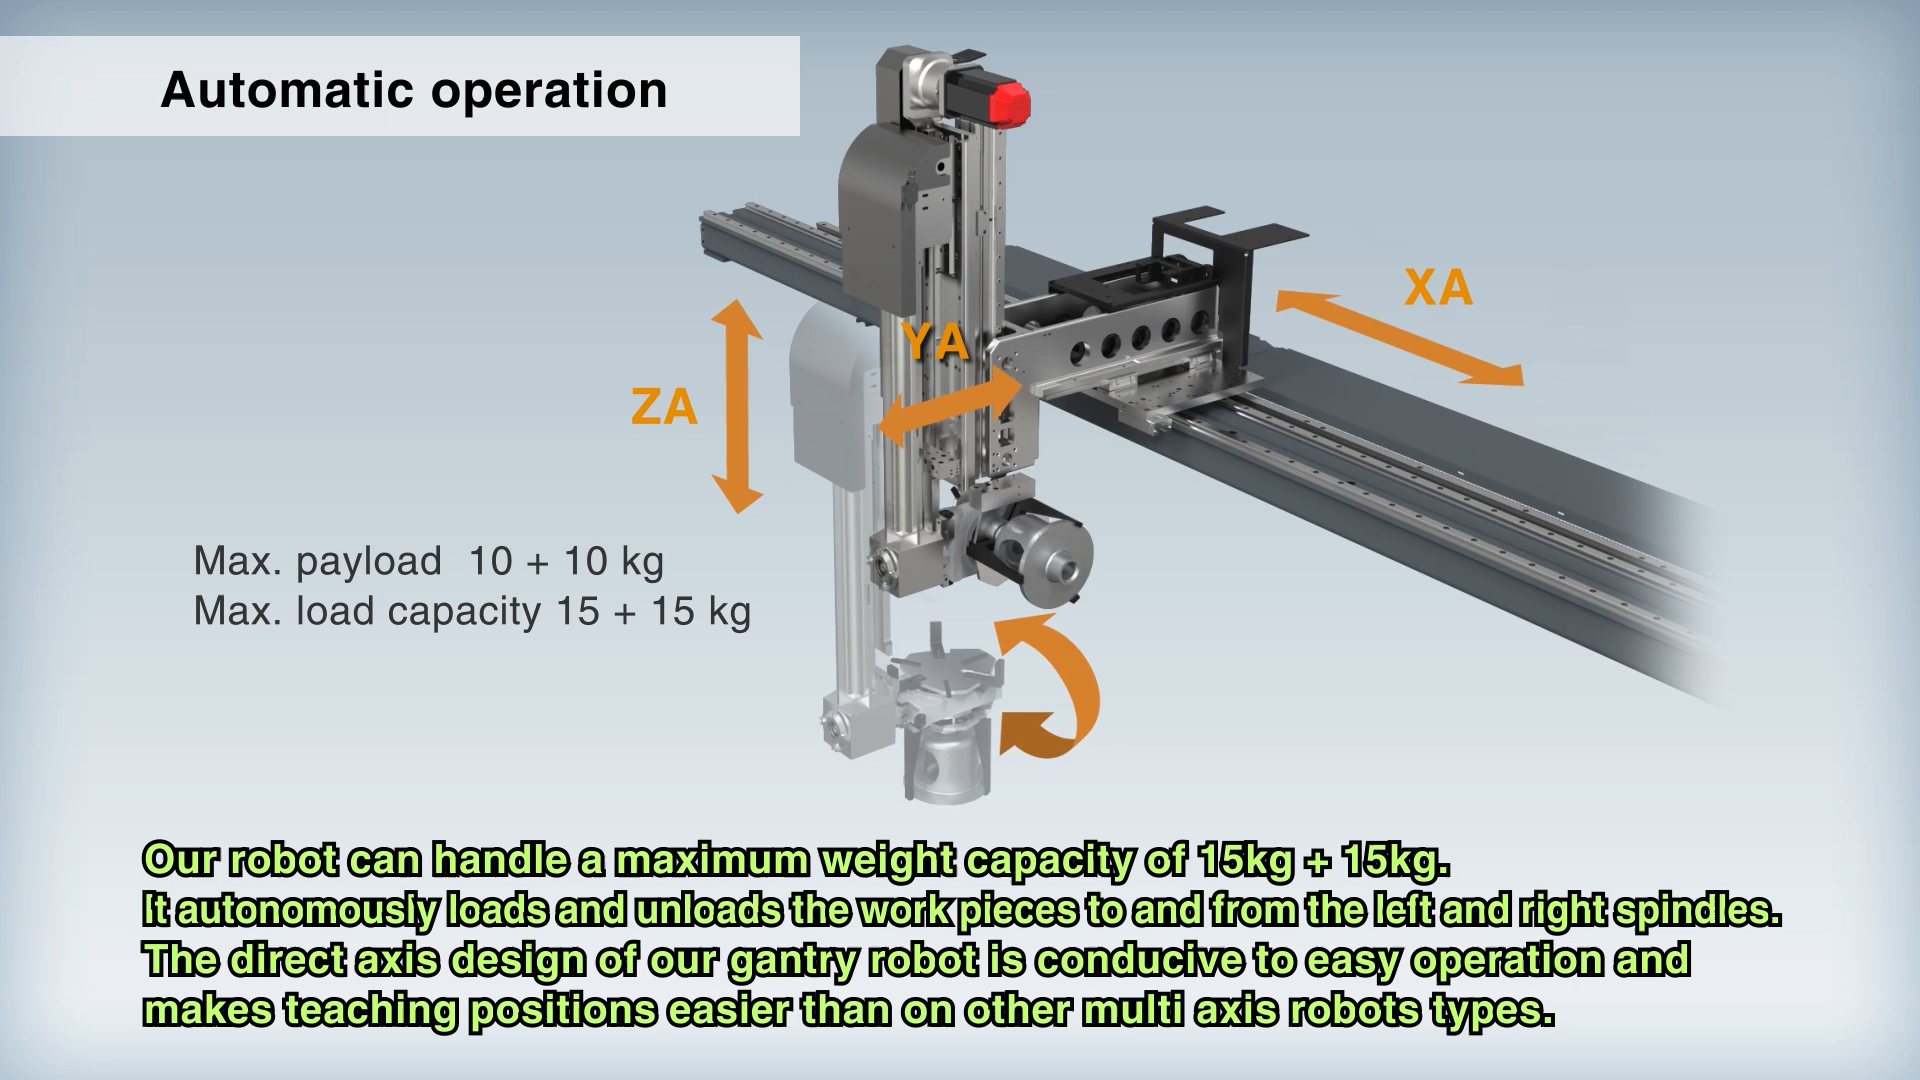 Automatic operation
XA
YA
ZA
Max. payload 10 + 10 kg
Max. load capacity 15 + 15 kg
Our robot can handle a maximum weight capacity of 15kg + 15kg.
It autonomously loads and unloads the work pieces to and from the left and right spindles.
The direct axis design of our gantry robot is conducive to easy operation and
makes teaching positions easier than on other multi axis robots types.